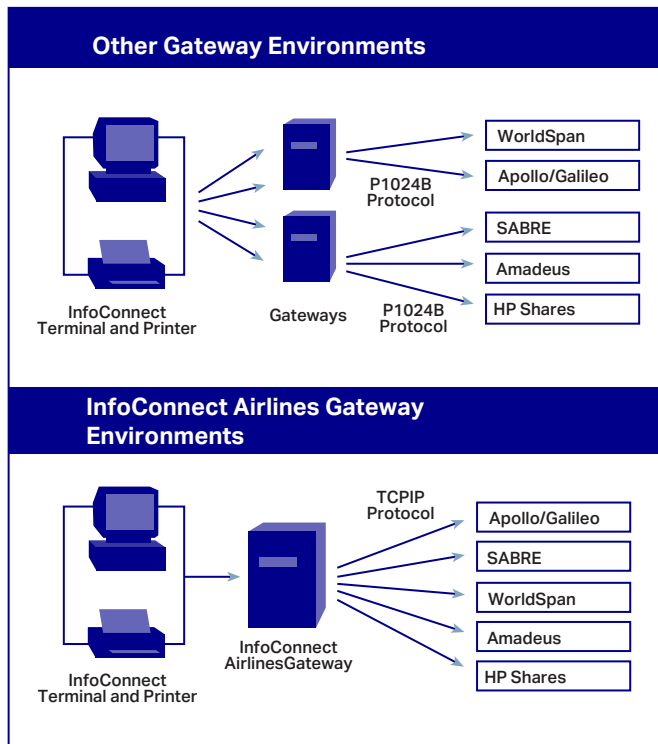 Other Gateway Environments
WorldSpan
Apollo/Galileo
P1024B
Protocol
SABRE
Amadeus
HP Shares
InfoConnect
Terminal and Printer
Gateways
P1024B
Protocol
InfoConnect Airlines Gateway
Environments
TCPIP
Protocol
Apollo/Galileo
SABRE
WorldSpan
Amadeus
HP Shares
InfoConnect
AirlinesGateway
InfoConnect
Terminal and Printer